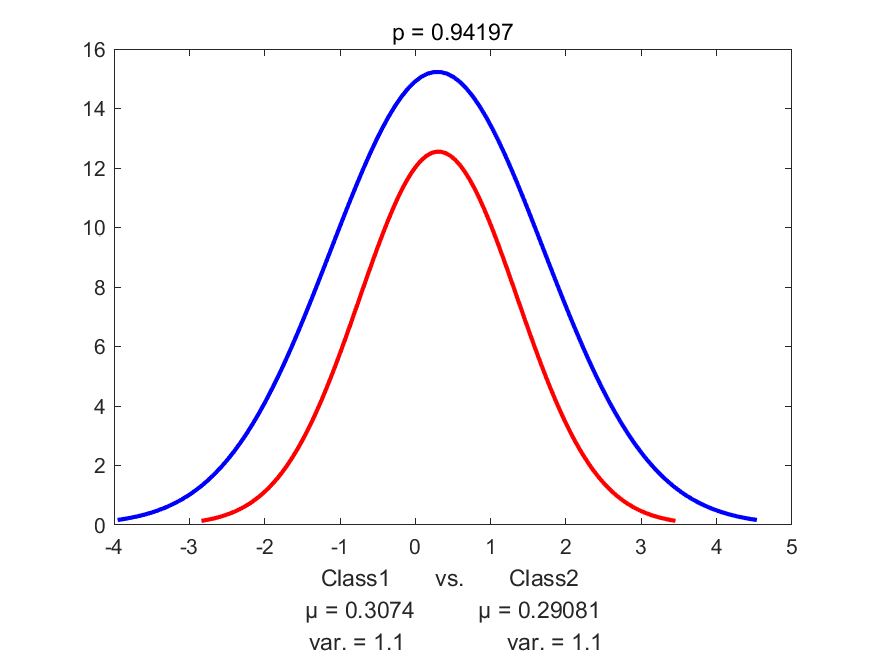 p = 0.94197
16
14
12
10
8
6
4
2
0
-4 -3 -2 -1 0 1 2 3 4 5
Class1 vs. Class2
μ = 0.3074 μ = 0.29081
var. = 1.1 var. = 1.1